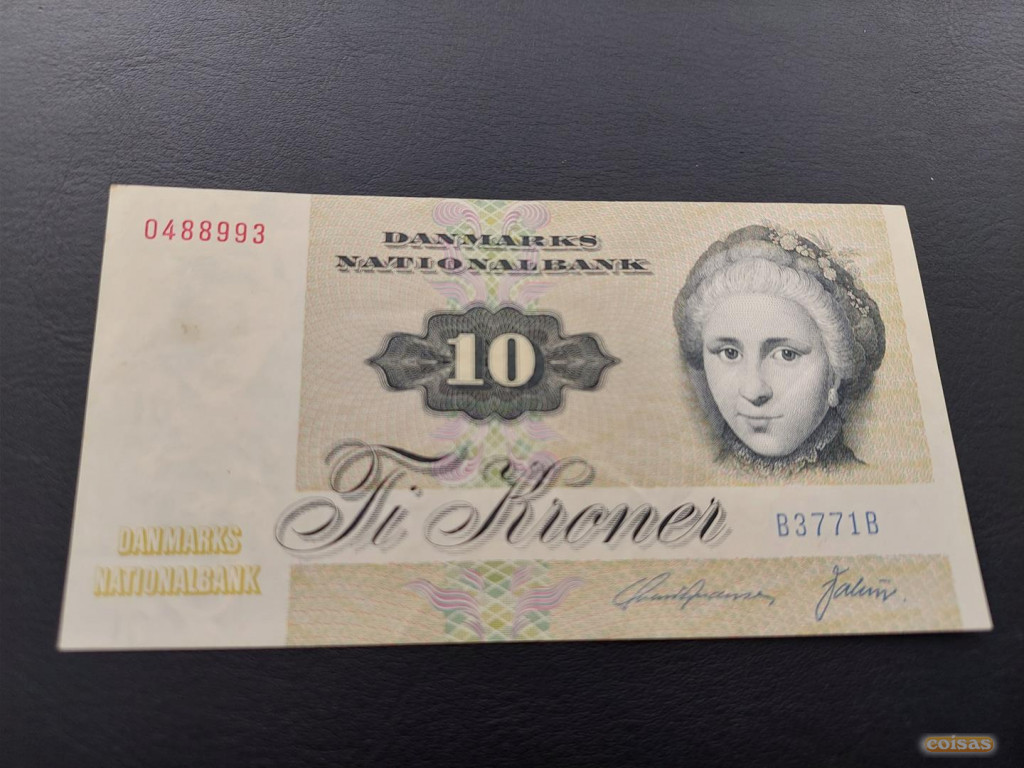 0488993
DANMARKS
NATIONALBANK
10
Ti Kroner
B3771B
DANMARKS
NATIONALBANK
coisas